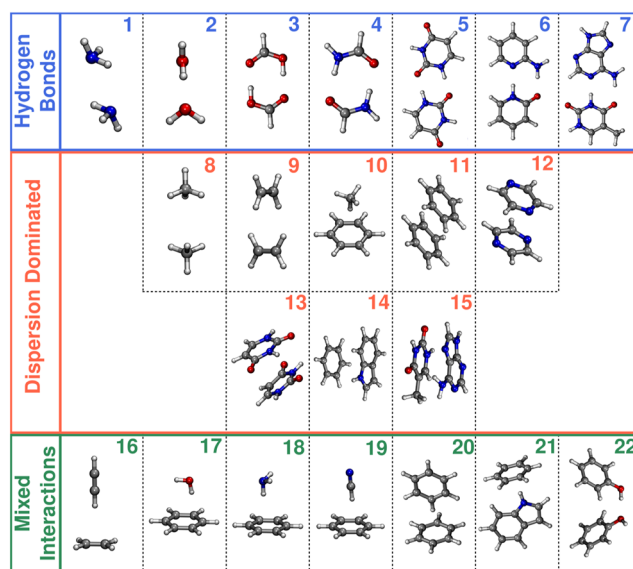 Hydrogen
Bonds
1 2 3 4 5 6 7
Dispersion Dominated
8 9 10 11 12
13 14 15
Mixed
Interactions
16 17 18 19 20 21 22